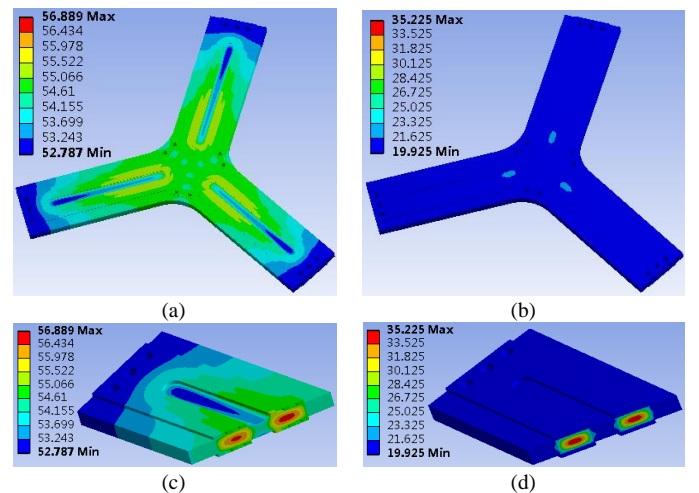 56.889 Max
56.434
55.978
55.522
55.066
54.61
54.155
53.699
53.243
52.787 Min
(a)
35.225 Max
33.525
31.825
30.125
28.425
26.725
25.025
23.325
21.625
19.925 Min
(b)
56.889 Max
56.434
55.978
55.522
55.066
54.61
54.155
53.699
53.243
52.787 Min
(c)
35.225 Max
33.525
31.825
30.125
28.425
26.725
25.025
23.325
21.625
19.925 Min
(d)